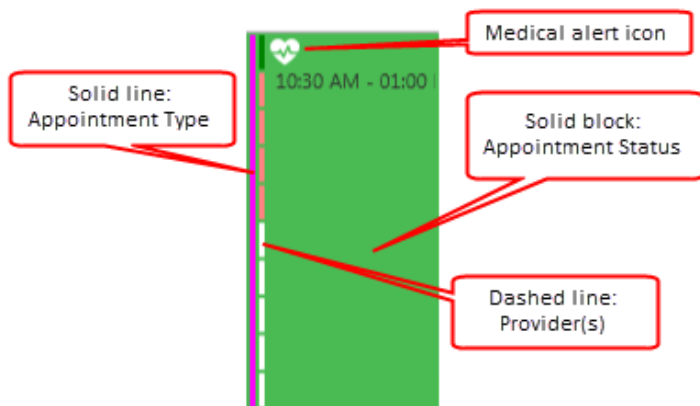 Medical alert icon
10:30 AM - 01:00
Solid line:
Appointment Type
Solid block:
Appointment Status
Dashed line:
Provider(s)